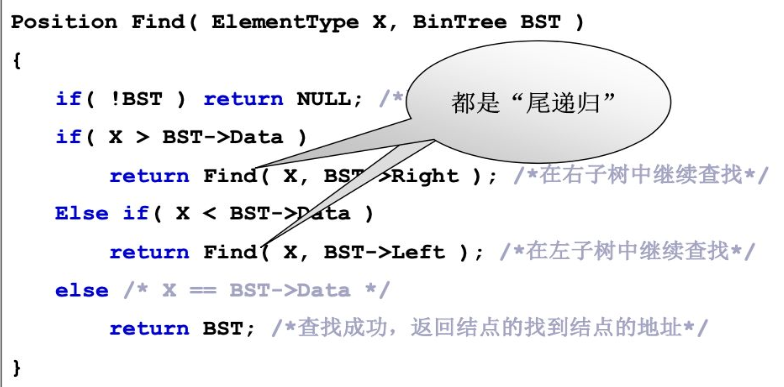 Position Find( ElementType X, BinTree BST )
{
if( !BST ) return NULL; /*
都是“尾递归”
if( X > BST->Data )
return Find( X, BST->Right ); /*在右子树中继续查找*/
Else if( X < BST->Data )
return Find( X, BST->Left ); /*在左子树中继续查找*/
else /* X == BST->Data */
return BST; /*查找成功，返回结点的找到结点的地址*/
}